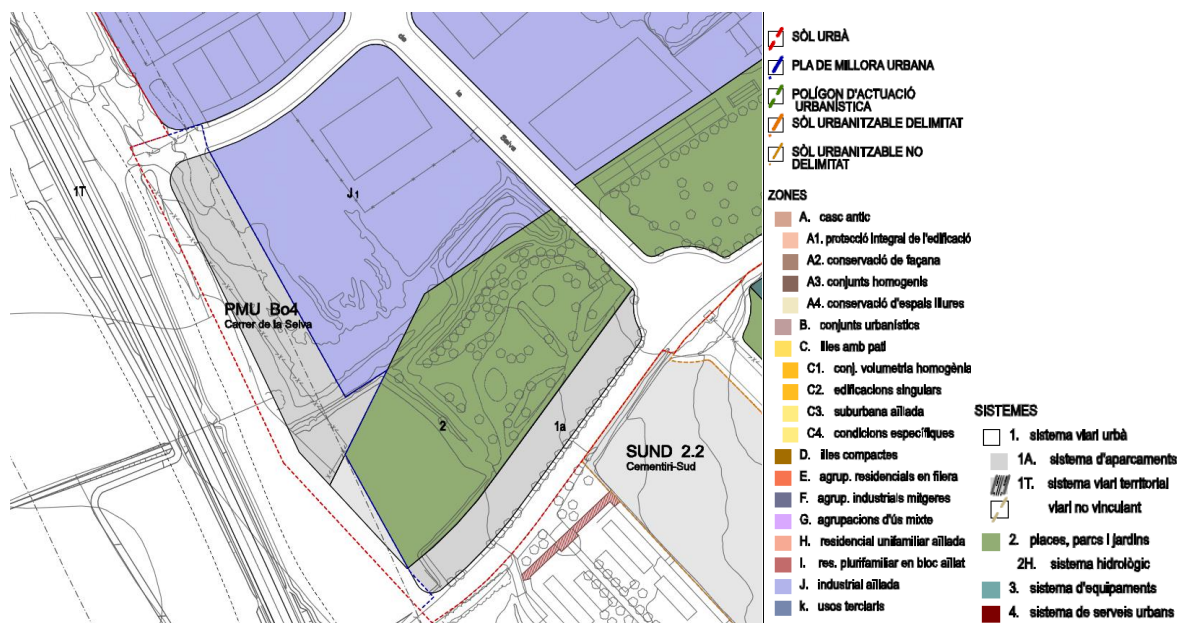 de
la
Selva
1T
J1
PMU Bo4
Carrer de la Selva
2
1a
SUND 2.2
Cementiri-Sud
SÒL URBÀ
PLA DE MILLORA URBANA
POLÍGON D'ACTUACIÓ
URBANÍSTICA
SÒL URBANITZABLE DELIMITAT
SÒL URBANITZABLE NO
DELIMITAT
ZONES
A. casc antic
A1. protecció integral de l'edificació
A2. conservació de façana
A3. conjunts homogenis
A4. conservació d'espais lliures
B. conjunts urbanístics
C. illes amb pati
C1. conj. volumetria homogènia
C2. edificacions singulars
C3. suburbana aïllada
C4. condicions específiques
D. illes compactes
E. agrup. residencials en filera
F. agrup. industrials mitgeres
G. agrupacions d'ús mixte
H. residencial unifamiliar aïllada
I. res. plurifamiliar en bloc aïllat
J. industrial aïllada
k. usos terciaris
SISTEMES
1. sistema viari urbà
1A. sistema d'aparcaments
1T. sistema viari territorial
viari no vinculant
2. places, parcs i jardins
2H. sistema hidrològic
3. sistema d'equipaments
4. sistema de serveis urbans